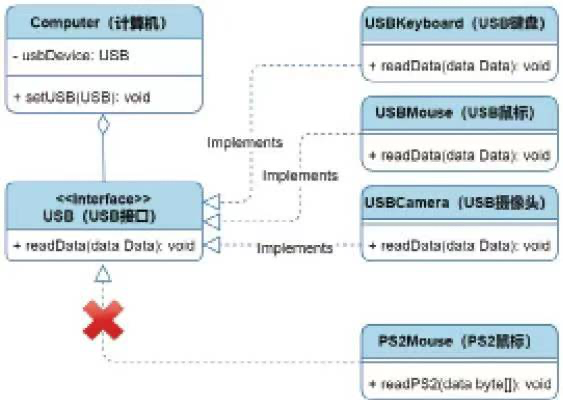 Computer（计算机）
- usbDevice: USB
+ setUSB(USB): void
<<Interface>>
USB（USB接口）
+ readData(data Data): void
USBKeyboard（USB键盘）
+ readData(data Data): void
Implements
USBMouse（USB鼠标）
+ readData(data Data): void
Implements
USBCamera（USB摄像头）
+ readData(data Data): void
Implements
PS2Mouse（PS2鼠标）
+ readPS2(data byte[]): void